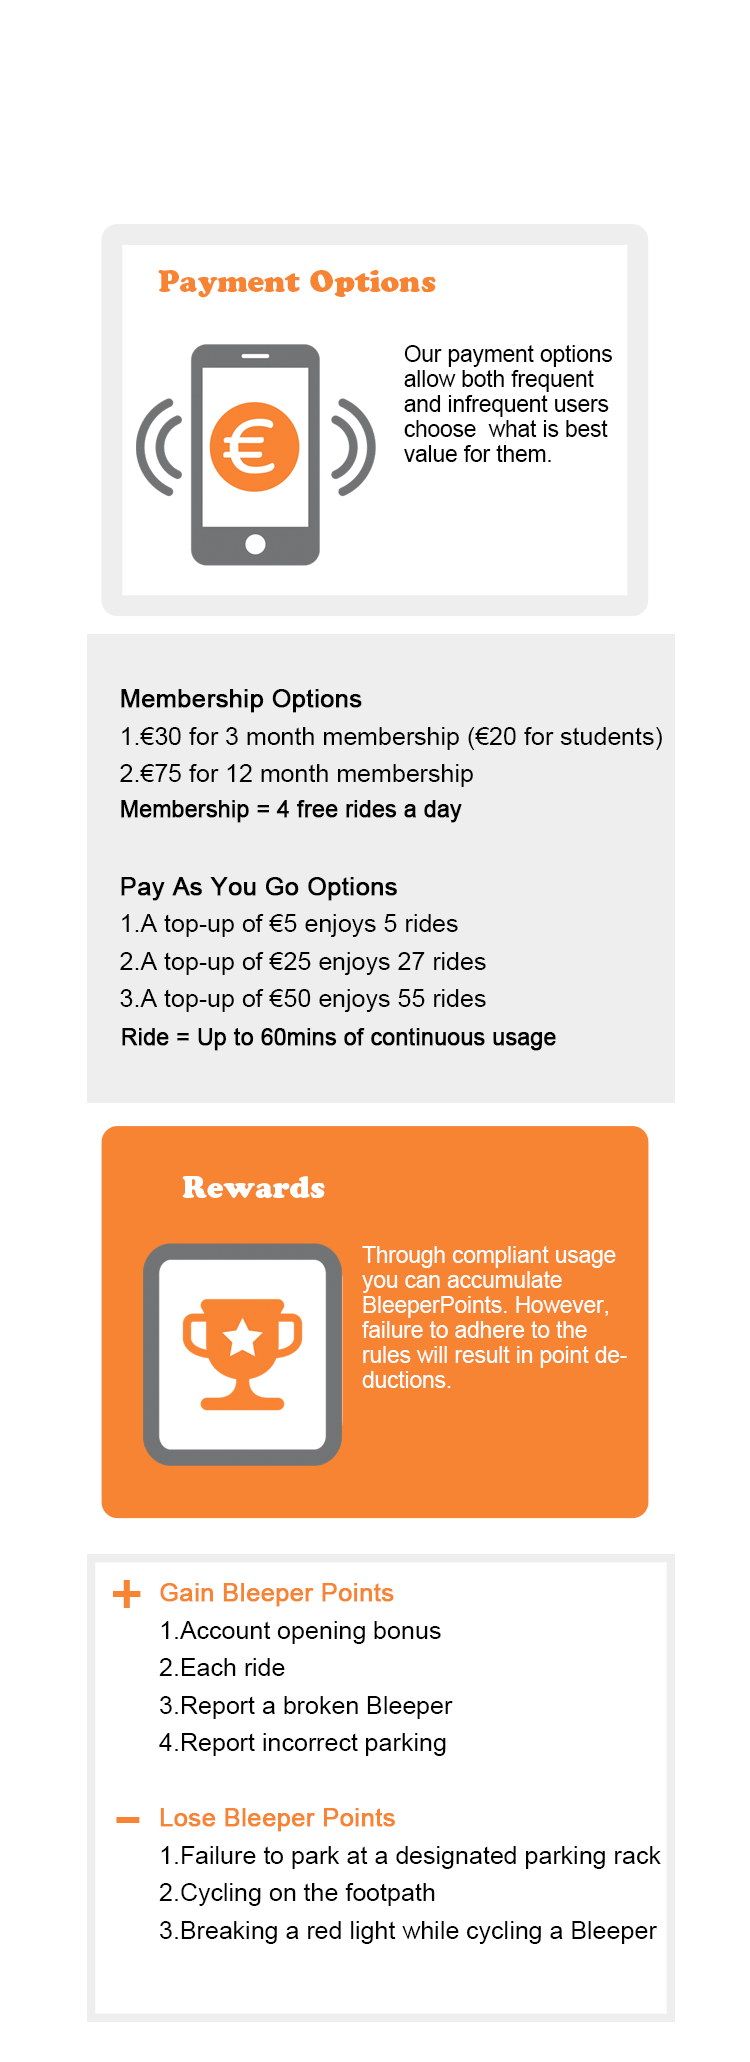 Payment Options
€
Our payment options
allow both frequent
and infrequent users
choose  what is best
value for them.
Membership Options
1.€30 for 3 month membership (€20 for students)
2.€75 for 12 month membership
Membership = 4 free rides a day
Pay As You Go Options
1.A top-up of €5 enjoys 5 rides
2.A top-up of €25 enjoys 27 rides
3.A top-up of €50 enjoys 55 rides
Ride = Up to 60mins of continuous usage
Rewards
Through compliant usage
you can accumulate
BleeperPoints. However,
failure to adhere to the
rules will result in point de-
ductions.
+ Gain Bleeper Points
1.Account opening bonus
2.Each ride
3.Report a broken Bleeper
4.Report incorrect parking
– Lose Bleeper Points
1.Failure to park at a designated parking rack
2.Cycling on the footpath
3.Breaking a red light while cycling a Bleeper